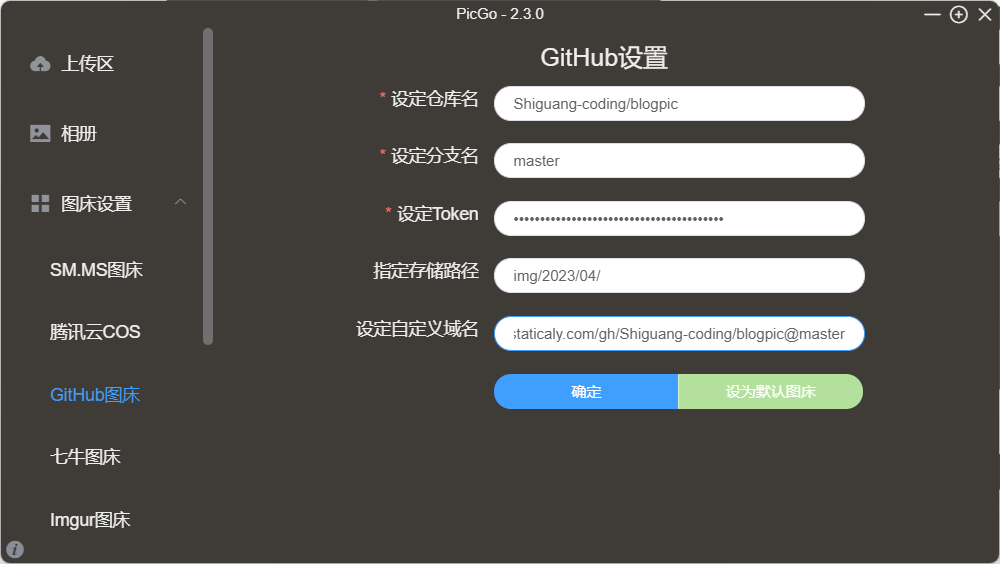 PicGo - 2.3.0
上传区
相册
图床设置
SM.MS图床
腾讯云COS
GitHub图床
七牛图床
Imgur图床
GitHub设置
* 设定仓库名 Shiguang-coding/blogpic
* 设定分支名 master
* 设定Token ••••••••••••••••••••••••••••••••••••••••
指定存储路径 img/2023/04/
设定自定义域名 staticaly.com/gh/Shiguang-coding/blogpic@master
确定 设为默认图床